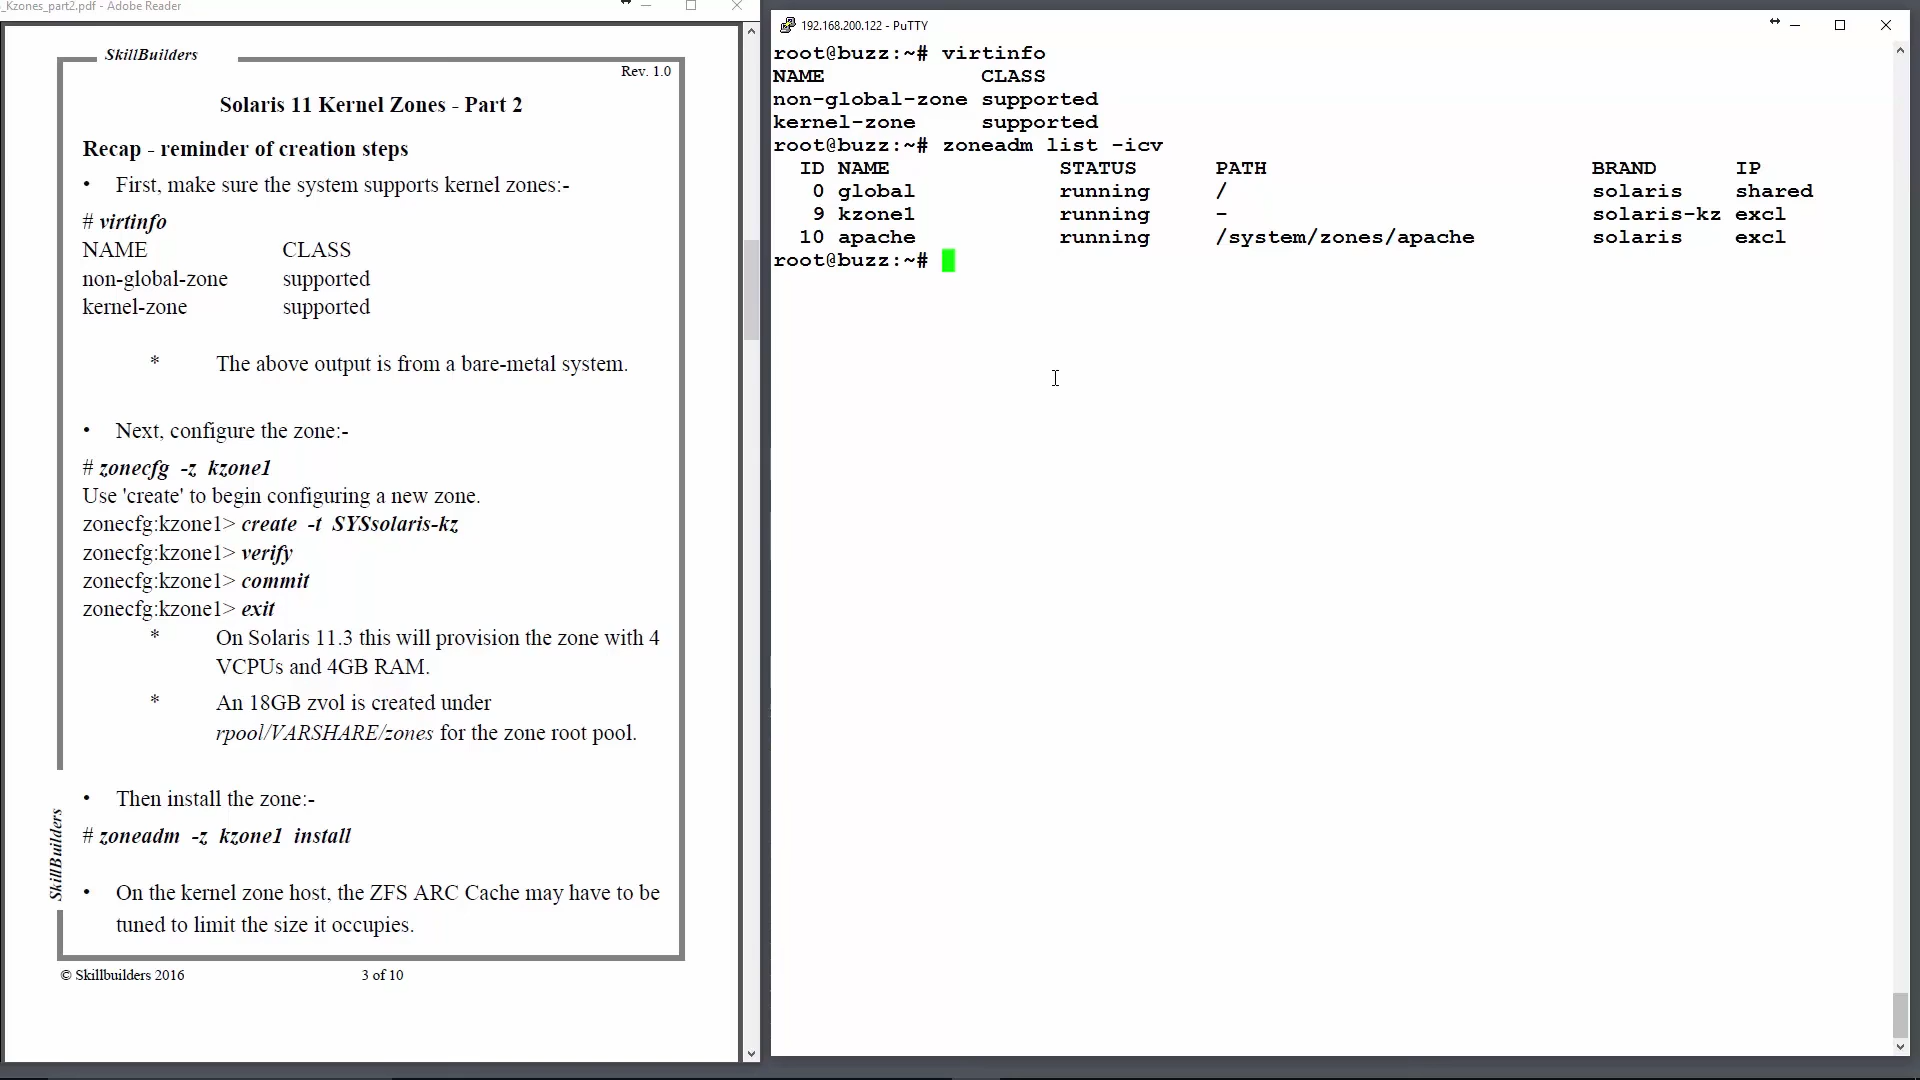 _Kzones_part2.pdf - Adobe Reader
SkillBuilders
Rev. 1.0
Solaris 11 Kernel Zones - Part 2
Recap - reminder of creation steps
• First, make sure the system supports kernel zones:-
# virtinfo
NAME CLASS
non-global-zone supported
kernel-zone supported
* The above output is from a bare-metal system.
• Next, configure the zone:-
# zonecfg -z kzone1
Use 'create' to begin configuring a new zone.
zonecfg:kzone1> create -t SYSsolaris-kz
zonecfg:kzone1> verify
zonecfg:kzone1> commit
zonecfg:kzone1> exit
* On Solaris 11.3 this will provision the zone with 4
VCPUs and 4GB RAM.
* An 18GB zvol is created under
rpool/VARSHARE/zones for the zone root pool.
• Then install the zone:-
# zoneadm -z kzone1 install
• On the kernel zone host, the ZFS ARC Cache may have to be
tuned to limit the size it occupies.
SkillBuilders
© Skillbuilders 2016 3 of 10
192.168.200.122 - PuTTY
root@buzz:~# virtinfo
NAME CLASS
non-global-zone supported
kernel-zone supported
root@buzz:~# zoneadm list -icv
ID NAME STATUS PATH BRAND IP
0 global running / solaris shared
9 kzone1 running - solaris-kz excl
10 apache running /system/zones/apache solaris excl
root@buzz:~#